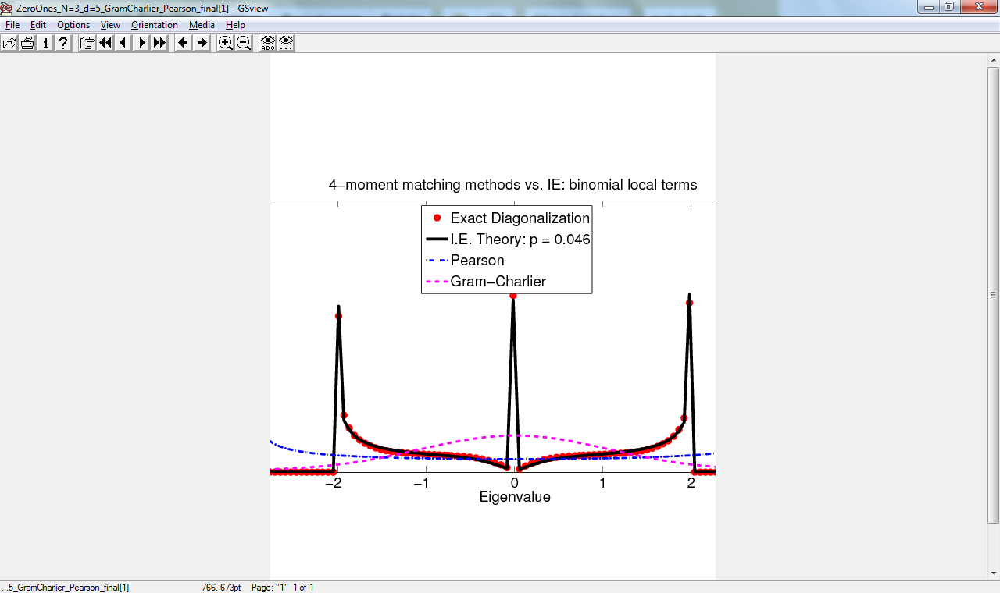 ZeroOnes_N=3_d=5_GramCharlier_Pearson_final[1] - GSview
File Edit Options View Orientation Media Help
ABC
4−moment matching methods vs. IE: binomial local terms
Exact Diagonalization
I.E. Theory: p = 0.046
Pearson
Gram−Charlier
−2 −1 0 1 2
Eigenvalue
...5_GramCharlier_Pearson_final[1] 766, 673pt Page: "1" 1 of 1